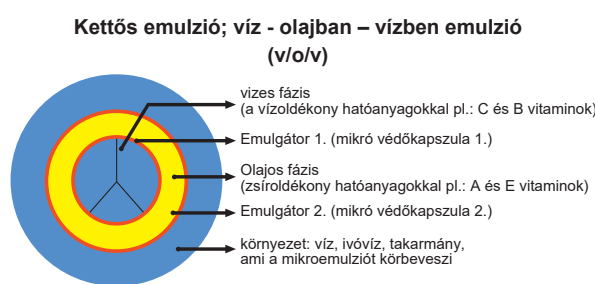 Kettős emulzió; víz - olajban – vízben emulzió
(v/o/v)
vizes fázis
(a vízoldékony hatóanyagokkal pl.: C és B vitaminok)
Emulgátor 1. (mikró védőkapszula 1.)
Olajos fázis
(zsíroldékony hatóanyagokkal pl.: A és E vitaminok)
Emulgátor 2. (mikró védőkapszula 2.)
környezet: víz, ivóvíz, takarmány,
ami a mikroemulziót körbeveszi